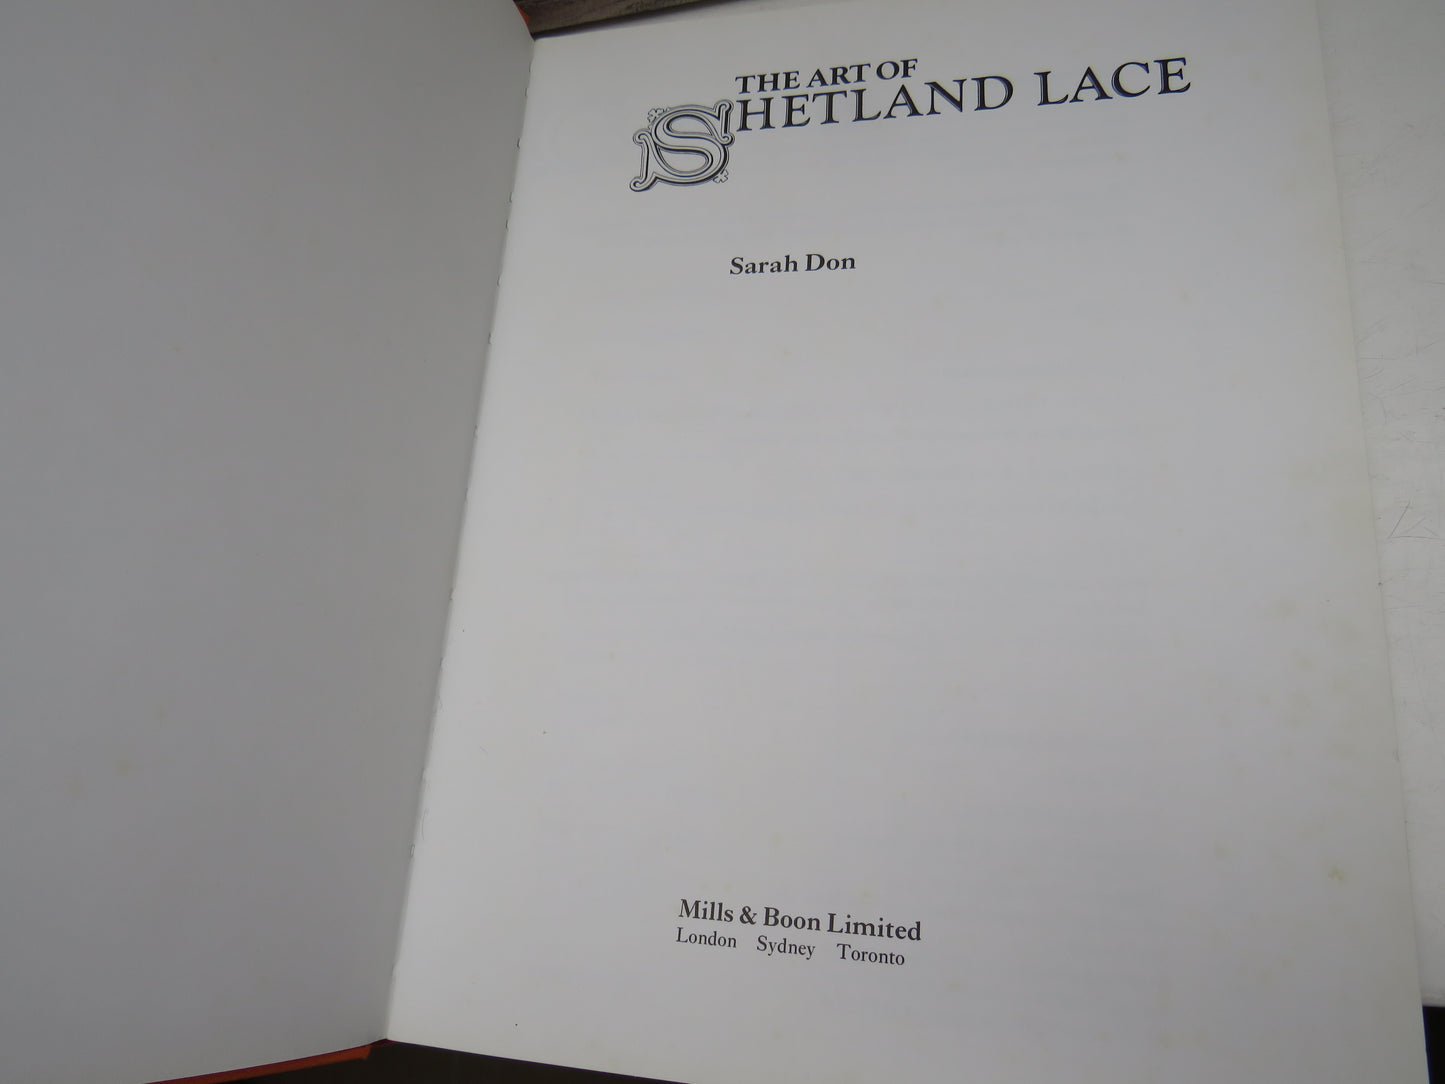 THE ART OF
SHETLAND LACE
Sarah Don
Mills & Boon Limited
London Sydney Toronto